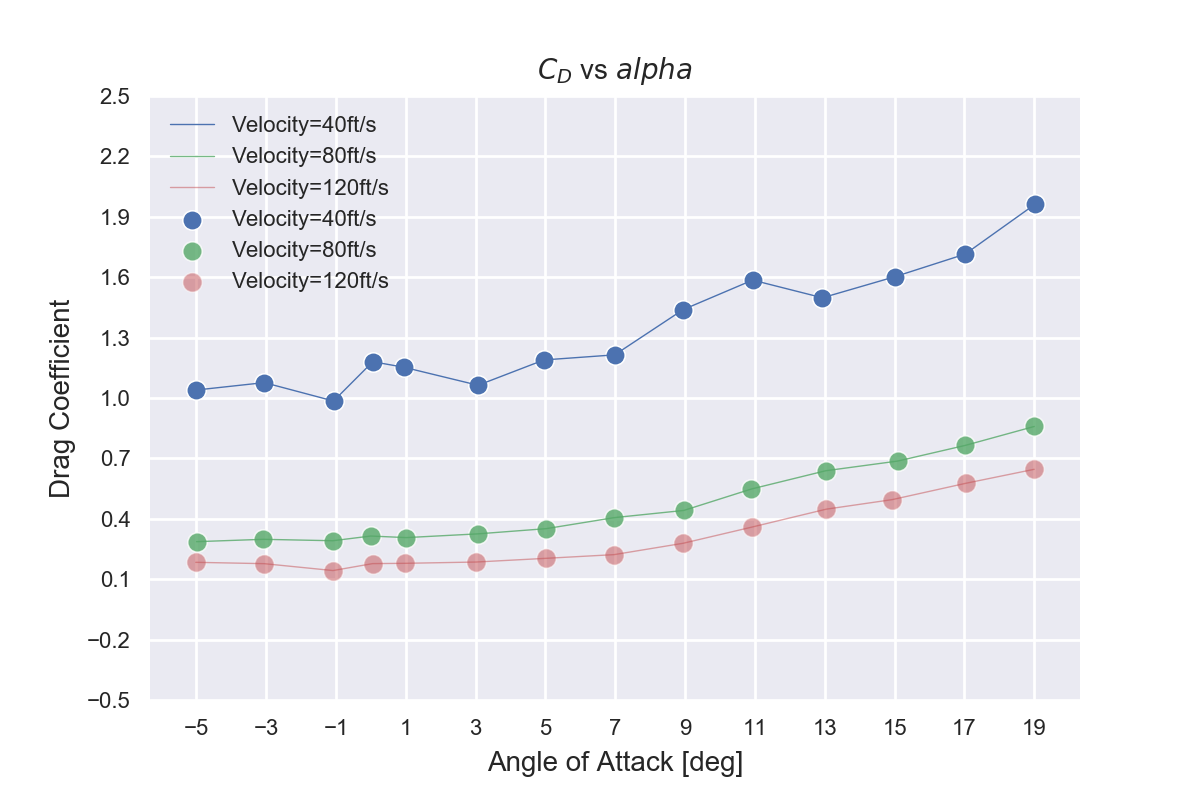 C_D vs alpha
2.5
2.2
1.9
1.6
1.3
1.0
0.7
0.4
0.1
−0.2
−0.5
Velocity=40ft/s
Velocity=80ft/s
Velocity=120ft/s
Velocity=40ft/s
Velocity=80ft/s
Velocity=120ft/s
Drag Coefficient
−5 −3 −1 1 3 5 7 9 11 13 15 17 19
Angle of Attack [deg]